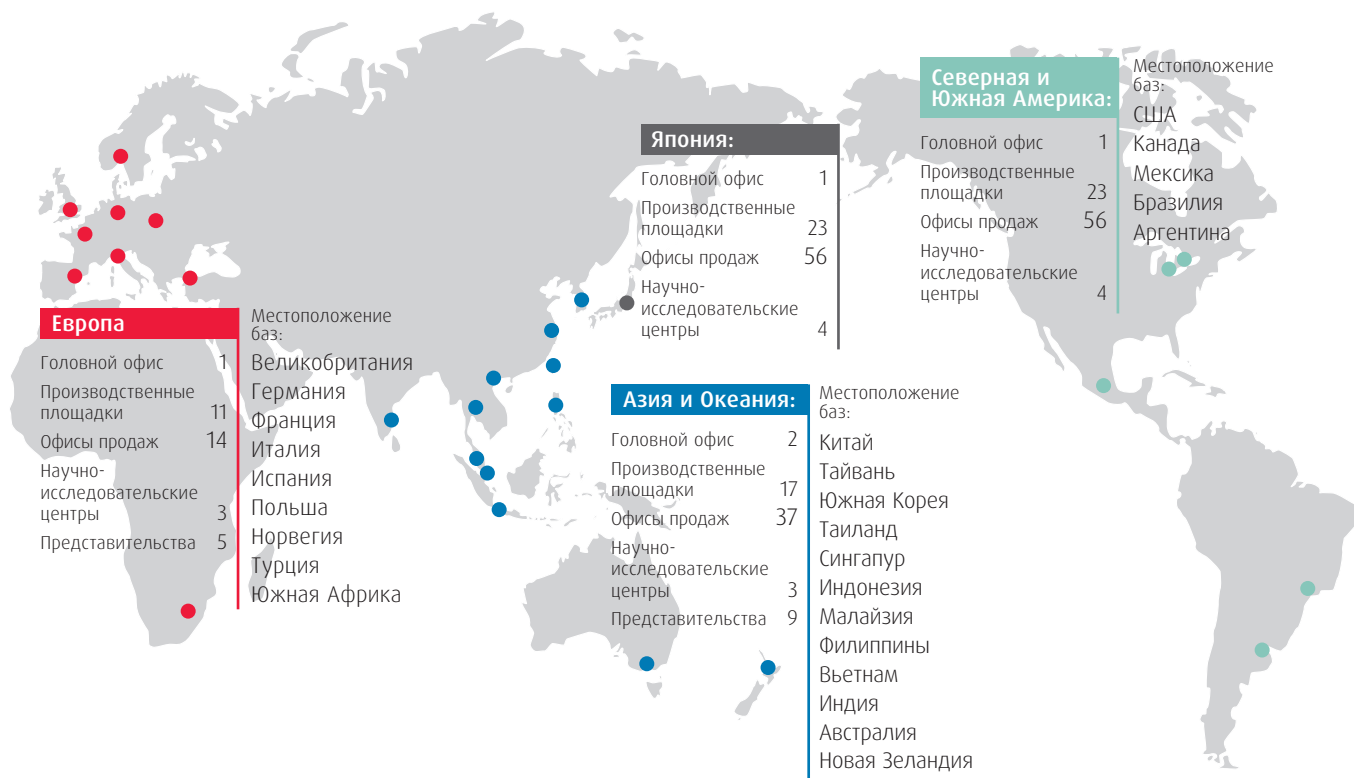 Северная и
Южная Америка:
Головной офис 1
Производственные
площадки 23
Офисы продаж 56
Научно-
исследовательские
центры 4
Местоположение
баз:
США
Канада
Мексика
Бразилия
Аргентина
Япония:
Головной офис 1
Производственные
площадки 23
Офисы продаж 56
Научно-
исследовательские
центры 4
Европа
Головной офис 1
Производственные
площадки 11
Офисы продаж 14
Научно-
исследовательские
центры 3
Представительства 5
Местоположение
баз:
Великобритания
Германия
Франция
Италия
Испания
Польша
Норвегия
Турция
Южная Африка
Азия и Океания:
Головной офис 2
Производственные
площадки 17
Офисы продаж 37
Научно-
исследовательские
центры 3
Представительства 9
Местоположение
баз:
Китай
Тайвань
Южная Корея
Таиланд
Сингапур
Индонезия
Малайзия
Филиппины
Вьетнам
Индия
Австралия
Новая Зеландия